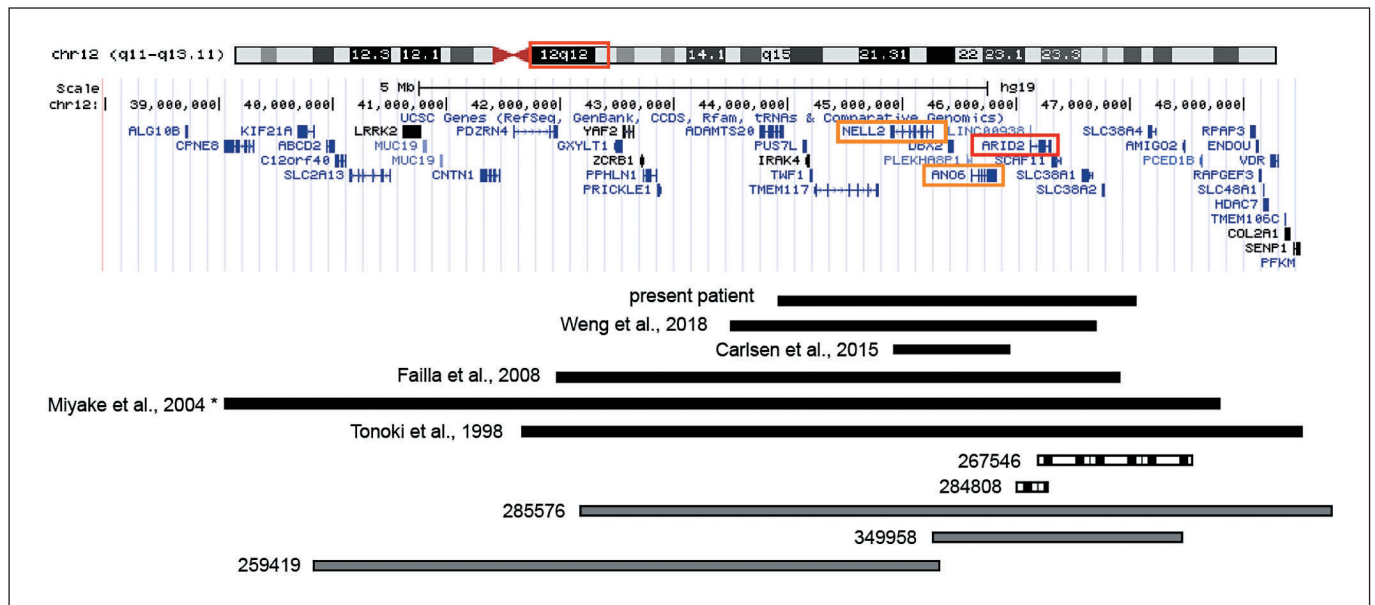 chr12 (q11-q13.11) 12.3 12.1 12q12 14.1 q15 21.31 22 23.1 23.3
Scale 5 Mb hg19
chr12: 39,000,000 40,000,000 41,000,000 42,000,000 43,000,000 44,000,000 45,000,000 46,000,000 47,000,000 48,000,000
UCSC Genes (RefSeq, GenBank, CCDS, Rfam, tRNAs & Comparative Genomics)
ALG10B KIF21A LRRK2 PDZRN4 YAF2 ADAMTS20 NELL2 LINC00938 SLC38A4 RPAP3
CPNE8 ABCD2 MUC19 GXYLT1 PUS7L DBX2 ARID2 AMIGO2 ENDOU
C12orf40 MUC19 ZCRB1 IRAK4 PLEKHA8P1 SCAF11 PCED1B VDR
SLC2A13 CNTN1 PPHLN1 TWF1 ANO6 SLC38A1 RAPGEF3
PRICKLE1 TMEM117 SLC38A2 SLC48A1
HDAC7
TMEM106C
COL2A1
SENP1
PFKM
present patient
Weng et al., 2018
Carlsen et al., 2015
Failla et al., 2008
Miyake et al., 2004 *
Tonoki et al., 1998
267546
284808
285576
349958
259419